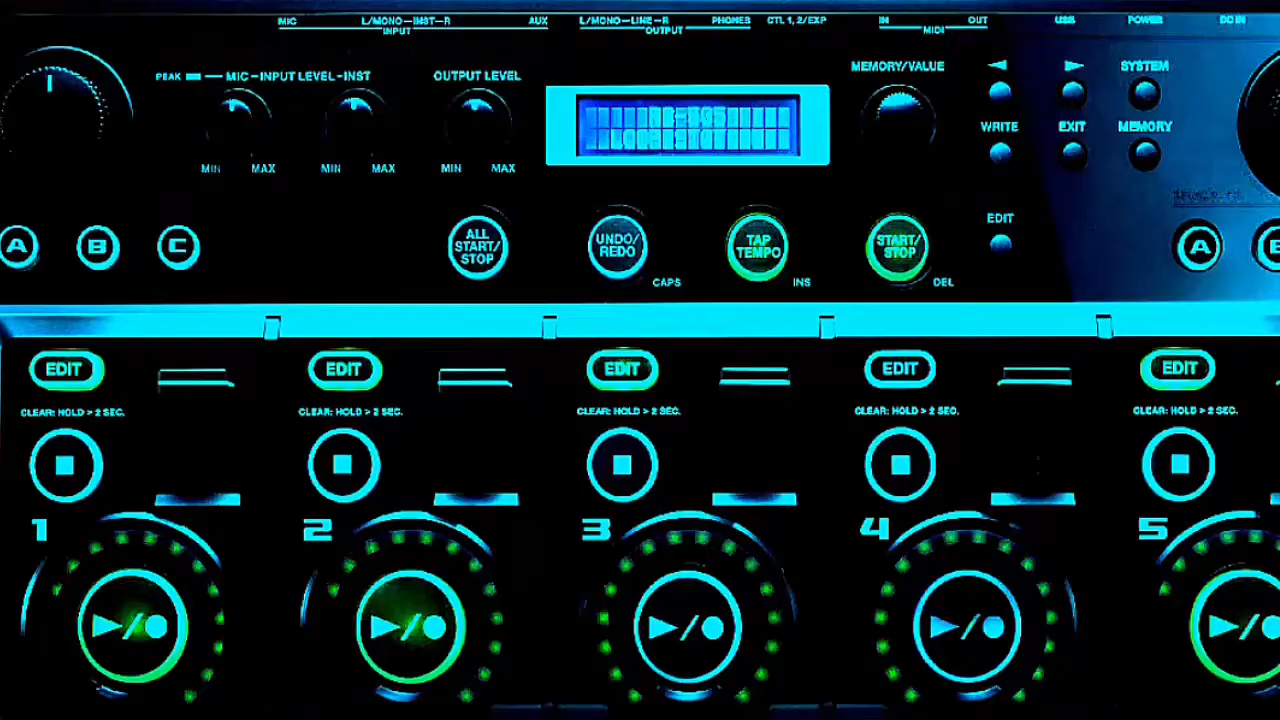 MIC L/MONO—INST—R AUX L/MONO—LINE—R PHONES CTL 1, 2/EXP IN OUT USB POWER DC IN
INPUT OUTPUT MIDI
PEAK MIC—INPUT LEVEL—INST OUTPUT LEVEL MEMORY/VALUE ◄ ► SYSTEM
RC-505
LOOP STATION
WRITE EXIT MEMORY
MIN MAX MIN MAX MIN MAX
EDIT
A B C ALL START/STOP UNDO/REDO TAP TEMPO START/STOP A B
CAPS INS DEL
EDIT EDIT EDIT EDIT EDIT
CLEAR: HOLD > 2 SEC. CLEAR: HOLD > 2 SEC. CLEAR: HOLD > 2 SEC. CLEAR: HOLD > 2 SEC. CLEAR: HOLD > 2 SEC.
1 2 3 4 5